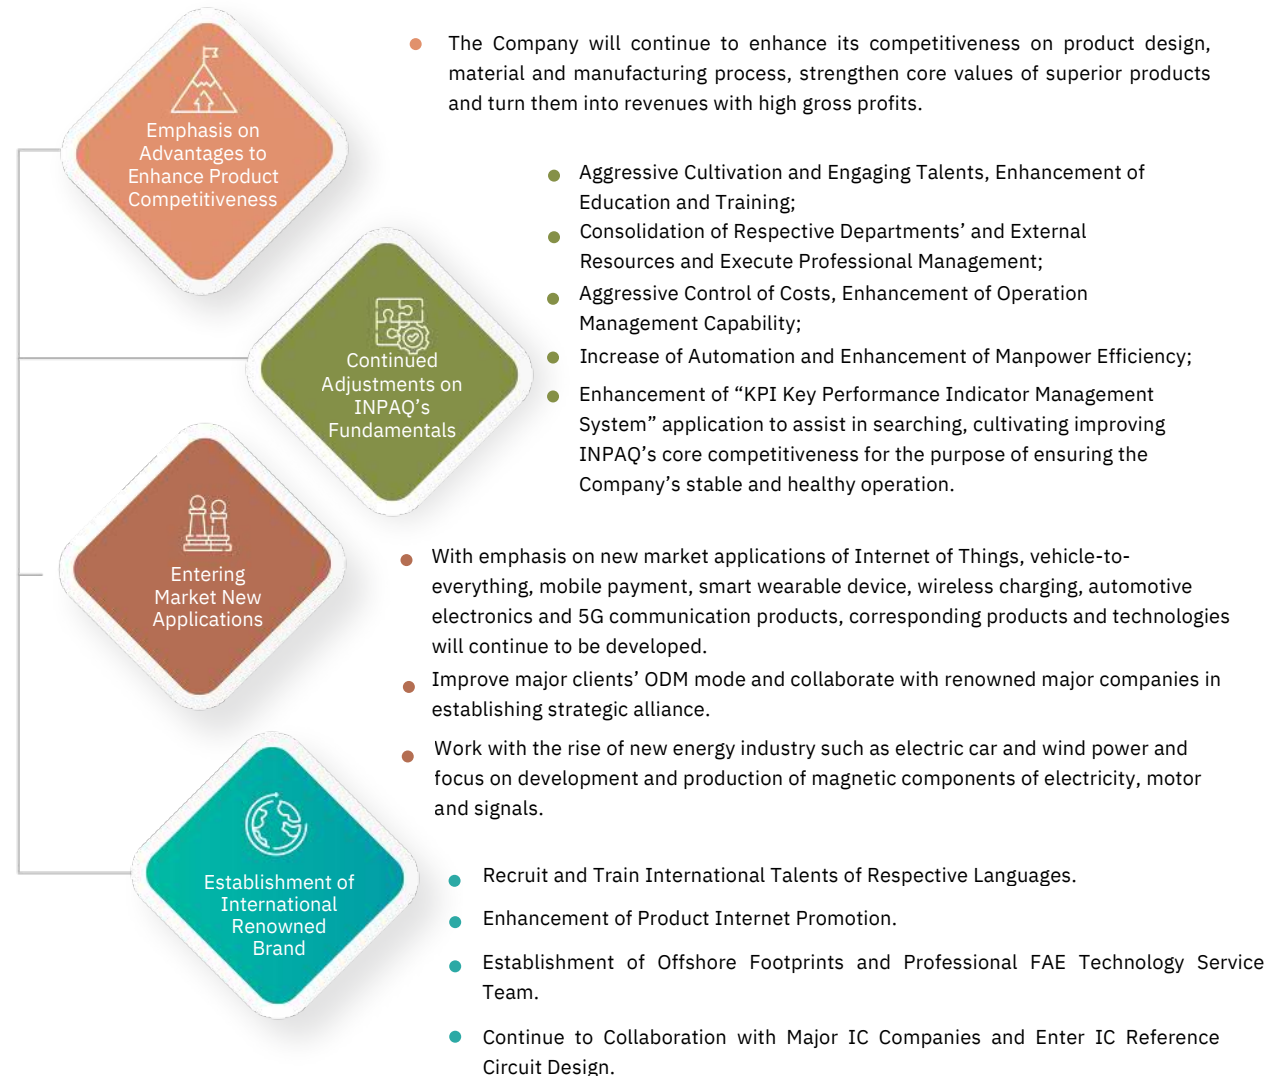 Emphasis on
Advantages to
Enhance Product
Competitiveness
The Company will continue to enhance its competitiveness on product design,
material and manufacturing process, strengthen core values of superior products
and turn them into revenues with high gross profits.
Continued
Adjustments on
INPAQ’s
Fundamentals
Aggressive Cultivation and Engaging Talents, Enhancement of
Education and Training;
Consolidation of Respective Departments’ and External
Resources and Execute Professional Management;
Aggressive Control of Costs, Enhancement of Operation
Management Capability;
Increase of Automation and Enhancement of Manpower Efficiency;
Enhancement of “KPI Key Performance Indicator Management
System” application to assist in searching, cultivating improving
INPAQ’s core competitiveness for the purpose of ensuring the
Company’s stable and healthy operation.
Entering
Market New
Applications
With emphasis on new market applications of Internet of Things, vehicle-to-
everything, mobile payment, smart wearable device, wireless charging, automotive
electronics and 5G communication products, corresponding products and technologies
will continue to be developed.
Improve major clients’ ODM mode and collaborate with renowned major companies in
establishing strategic alliance.
Work with the rise of new energy industry such as electric car and wind power and
focus on development and production of magnetic components of electricity, motor
and signals.
Establishment of
International
Renowned
Brand
Recruit and Train International Talents of Respective Languages.
Enhancement of Product Internet Promotion.
Establishment of Offshore Footprints and Professional FAE Technology Service
Team.
Continue to Collaboration with Major IC Companies and Enter IC Reference
Circuit Design.